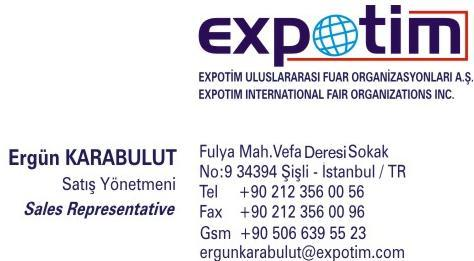 expotim
EXPOTİM ULUSLARARASI FUAR ORGANİZASYONLARI A.Ş.
EXPOTIM INTERNATIONAL FAIR ORGANIZATIONS INC.
Ergün KARABULUT
Satış Yönetmeni
Sales Representative
Fulya Mah.Vefa Deresi Sokak
No:9 34394 Şişli - İstanbul / TR
Tel +90 212 356 00 56
Fax +90 212 356 00 96
Gsm +90 506 639 55 23
ergunkarabulut@expotim.com